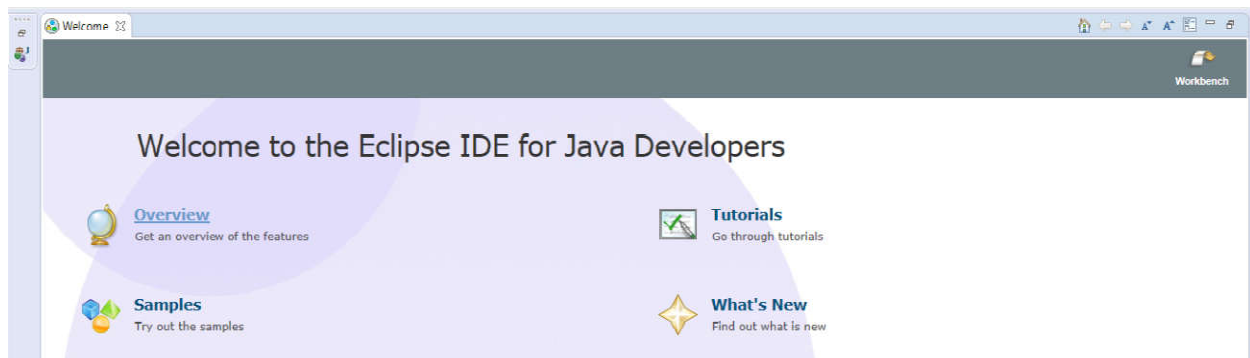 Welcome
Workbench
Welcome to the Eclipse IDE for Java Developers
Overview
Get an overview of the features
Tutorials
Go through tutorials
Samples
Try out the samples
What's New
Find out what is new